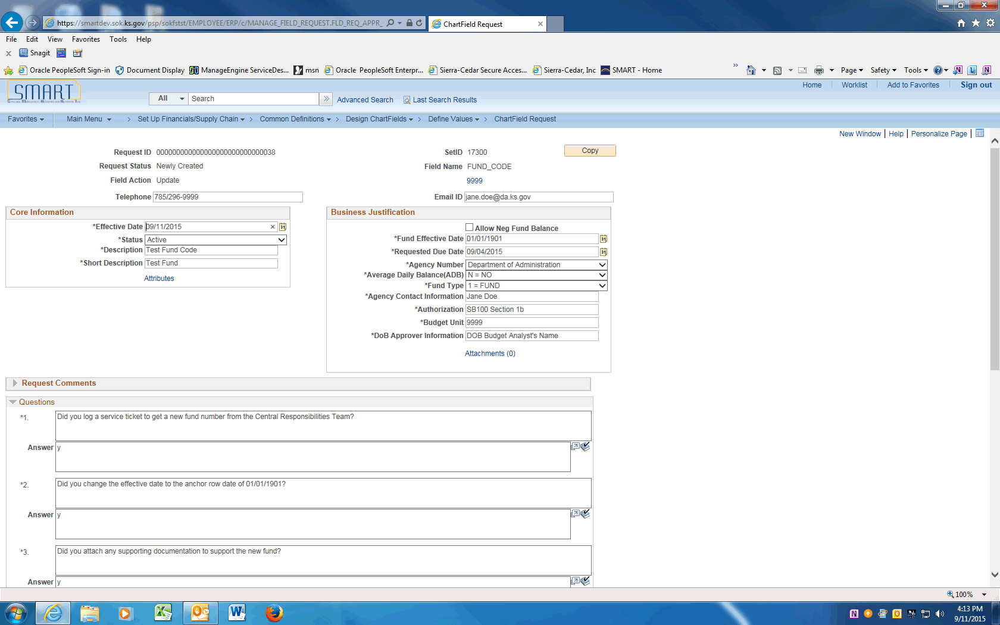 https://smartdev.sok.ks.gov/psp/sokfstst/EMPLOYEE/ERP/c/MANAGE_FIELD_REQUEST.FLD_REQ_APPR_
ChartField Request
File Edit View Favorites Tools Help
Snagit
Oracle PeopleSoft Sign-in Document Display ManageEngine ServiceDes... msn Oracle PeopleSoft Enterpr... Sierra-Cedar Secure Acces... Sierra-Cedar, Inc SMART - Home Page Safety Tools
SMART
Home Worklist Add to Favorites Sign out
All Search Advanced Search Last Search Results
Favorites Main Menu > Set Up Financials/Supply Chain > Common Definitions > Design ChartFields > Define Values > ChartField Request
New Window | Help | Personalize Page |
Request ID 000000000000000000000000000038 SetID 17300 Copy
Request Status Newly Created Field Name FUND_CODE
Field Action Update 9999
Telephone 785/296-9999 Email ID jane.doe@da.ks.gov
Core Information
*Effective Date 09/11/2015
*Status Active
*Description Test Fund Code
*Short Description Test Fund
Attributes
Business Justification
Allow Neg Fund Balance
*Fund Effective Date 01/01/1901
*Requested Due Date 09/04/2015
*Agency Number Department of Administration
*Average Daily Balance(ADB) N = NO
*Fund Type 1 = FUND
*Agency Contact Information Jane Doe
*Authorization SB100 Section 1b
*Budget Unit 9999
*DoB Approver Information DOB Budget Analyst's Name
Attachments (0)
Request Comments
Questions
*1. Did you log a service ticket to get a new fund number from the Central Responsibilities Team?
Answer y
*2. Did you change the effective date to the anchor row date of 01/01/1901?
Answer y
*3. Did you attach any supporting documentation to support the new fund?
Answer y
100%
4:13 PM
9/11/2015